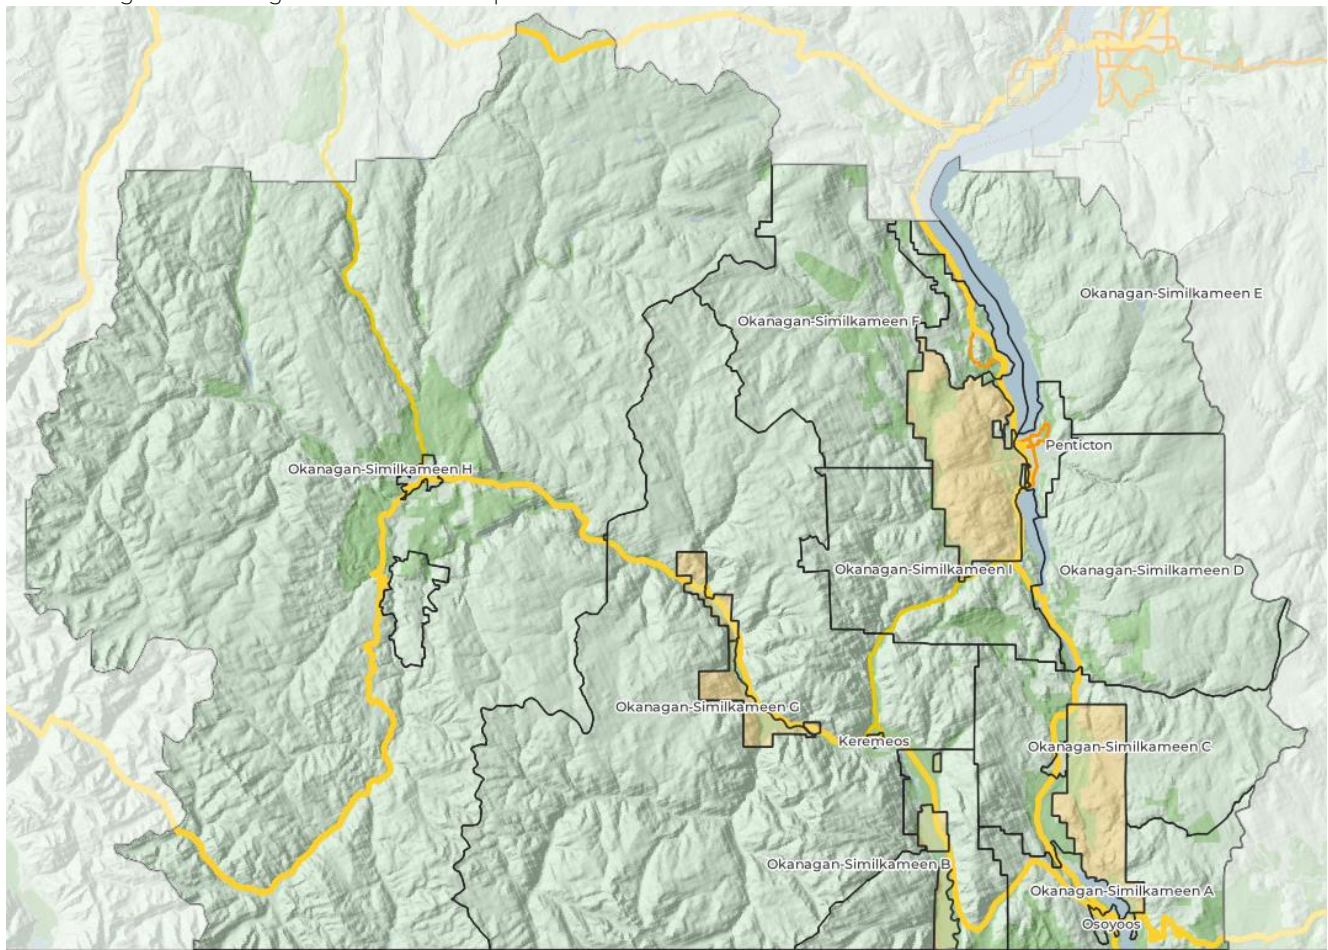 Okanagan-Similkameen E
Okanagan-Similkameen F
Penticton
Okanagan-Similkameen H
Okanagan-Similkameen I
Okanagan-Similkameen D
Okanagan-Similkameen G
Keremeos
Okanagan-Similkameen C
Okanagan-Similkameen B
Okanagan-Similkameen A
Osoyoos